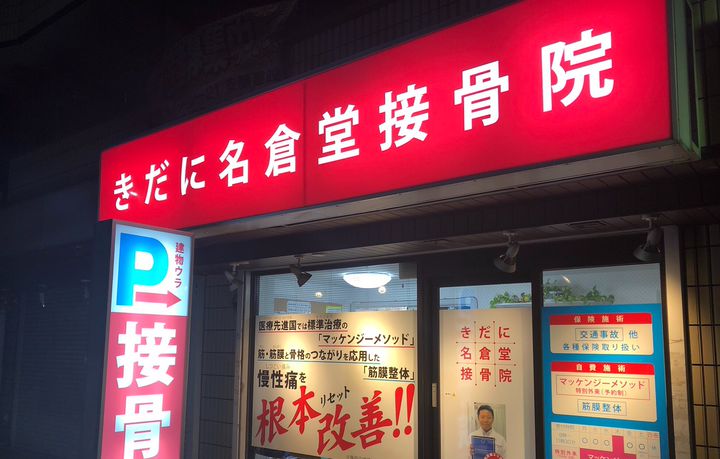 きだに名倉堂接骨院
建物ウラ
P
接骨
医療先進国では標準治療の
「マッケンジーメソッド」
筋・筋膜と骨格のつながりを応用した
「筋膜整体」
慢性痛を
根本改善!!
リセット
きだに
名倉堂
接骨院
保険施術
交通事故 他
各種保険取り扱い
自費施術
マッケンジーメソッド
特別外来(予約制)
筋膜整体